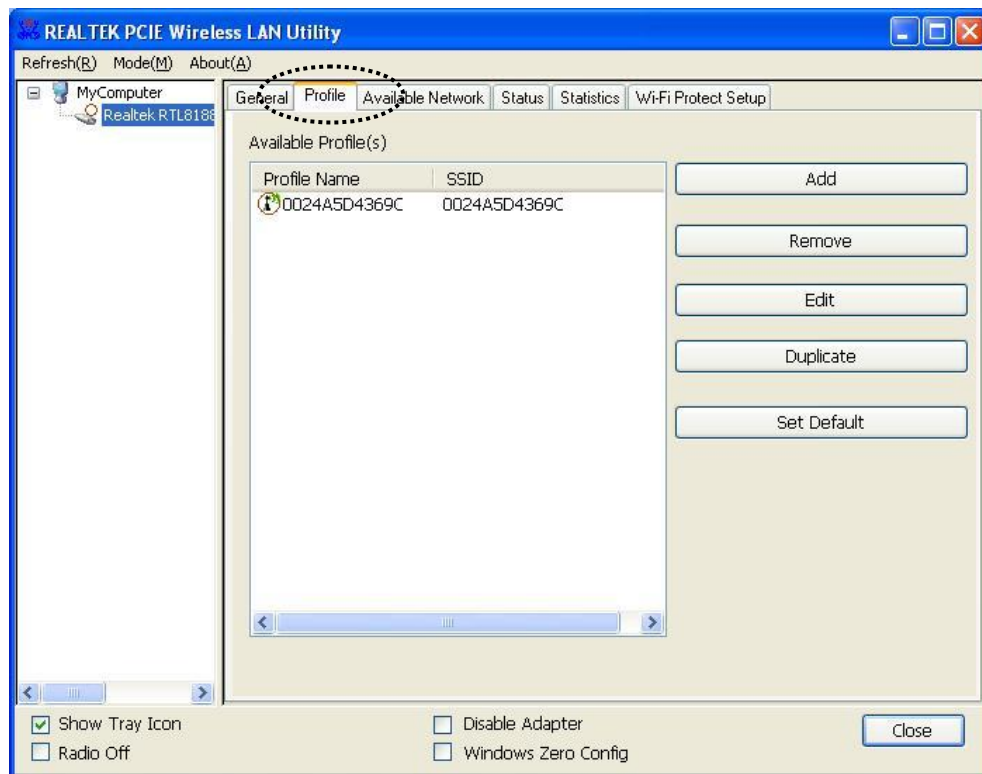 REALTEK PCIE Wireless LAN Utility
Refresh(R) Mode(M) About(A)
MyComputer
Realtek RTL8188
General Profile Available Network Status Statistics Wi-Fi Protect Setup
Available Profile(s)
Profile Name SSID
0024A5D4369C 0024A5D4369C
Add
Remove
Edit
Duplicate
Set Default
Show Tray Icon
Radio Off
Disable Adapter
Windows Zero Config
Close